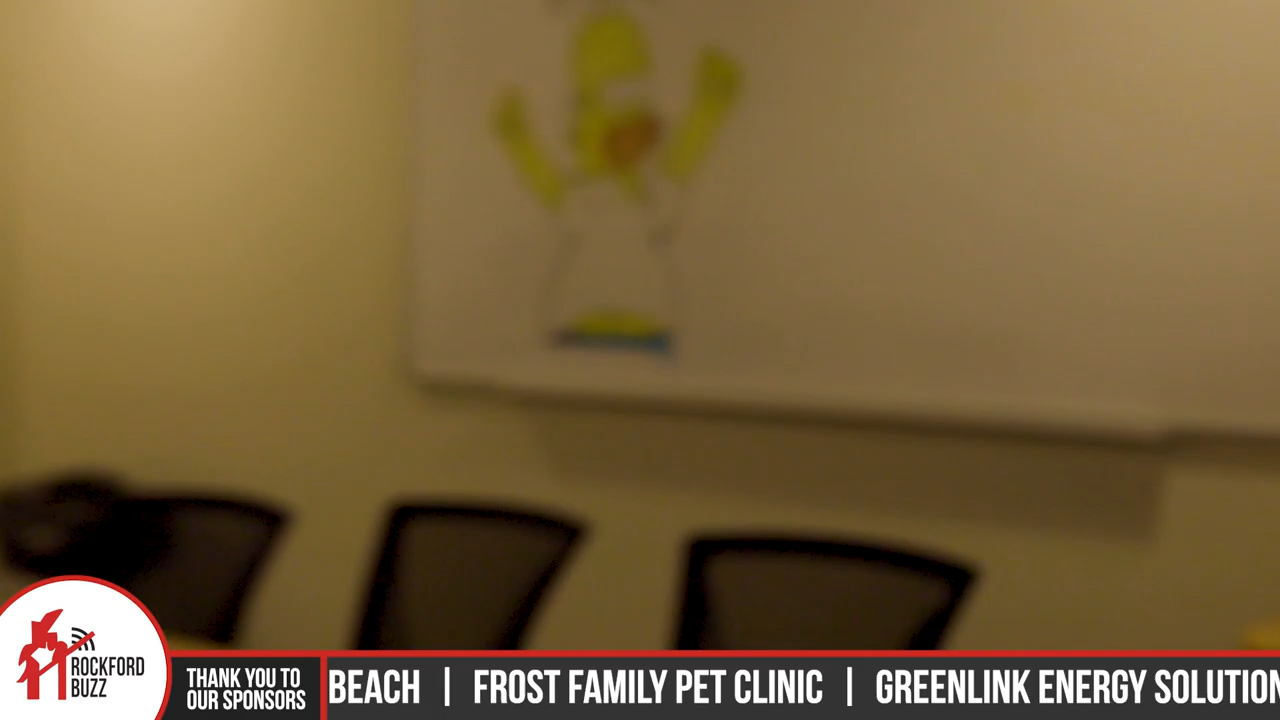 ROCKFORD
BUZZ
THANK YOU TO
OUR SPONSORS
BEACH | FROST FAMILY PET CLINIC | GREENLINK ENERGY SOLUTION